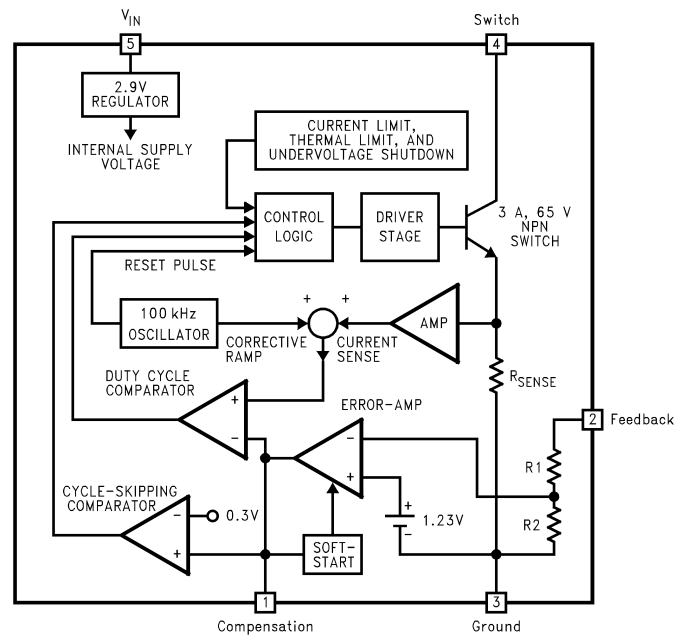 VIN
Switch
5
4
2.9V
REGULATOR
INTERNAL SUPPLY
VOLTAGE
CURRENT LIMIT,
THERMAL LIMIT, AND
UNDERVOLTAGE SHUTDOWN
CONTROL
LOGIC
DRIVER
STAGE
3 A, 65 V
NPN
SWITCH
RESET PULSE
100 kHz
OSCILLATOR
+
+
AMP
CORRECTIVE
RAMP
CURRENT
SENSE
RSENSE
DUTY CYCLE
COMPARATOR
+
−
ERROR-AMP
−
+
2
Feedback
R1
R2
CYCLE-SKIPPING
COMPARATOR
−
+
0.3V
SOFT-
START
+
−
1.23V
1
3
Compensation
Ground